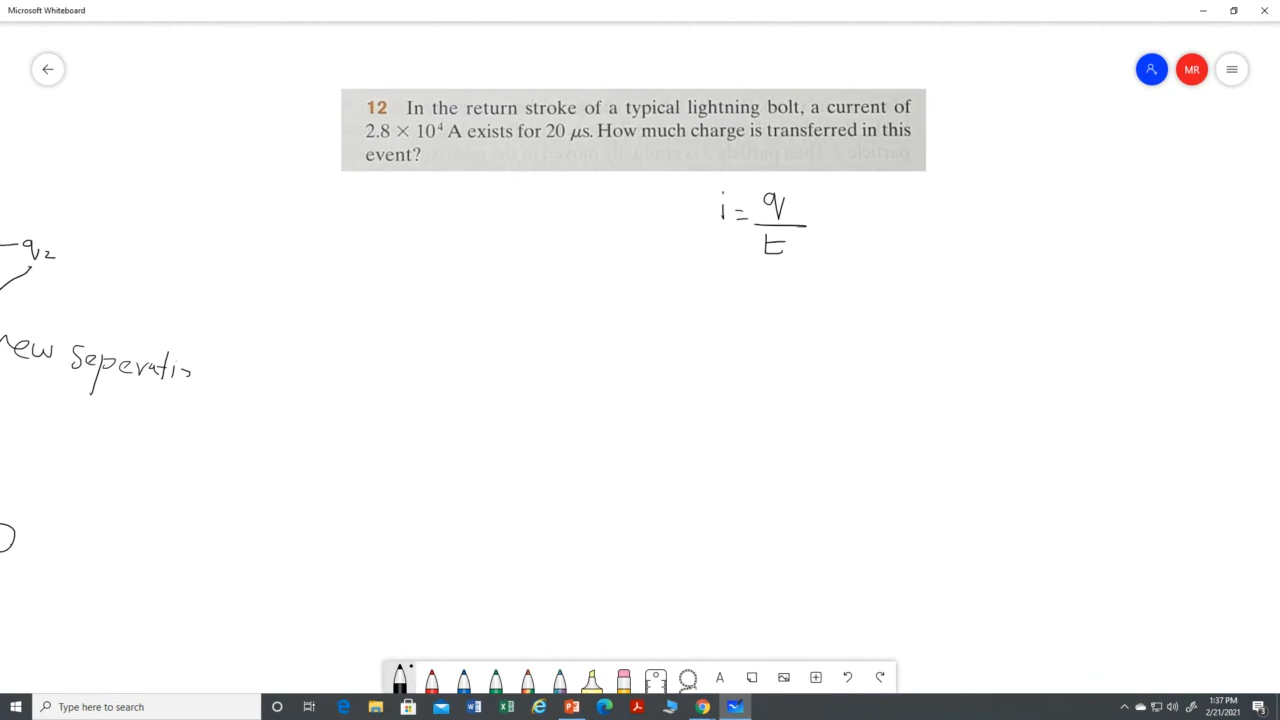 Microsoft Whiteboard
MR
12 In the return stroke of a typical lightning bolt, a current of
2.8 × 10⁴ A exists for 20 μs. How much charge is transferred in this
event?
i = q
t
q2
new seperatio
A
Type here to search
1:37 PM
2/21/2021
3